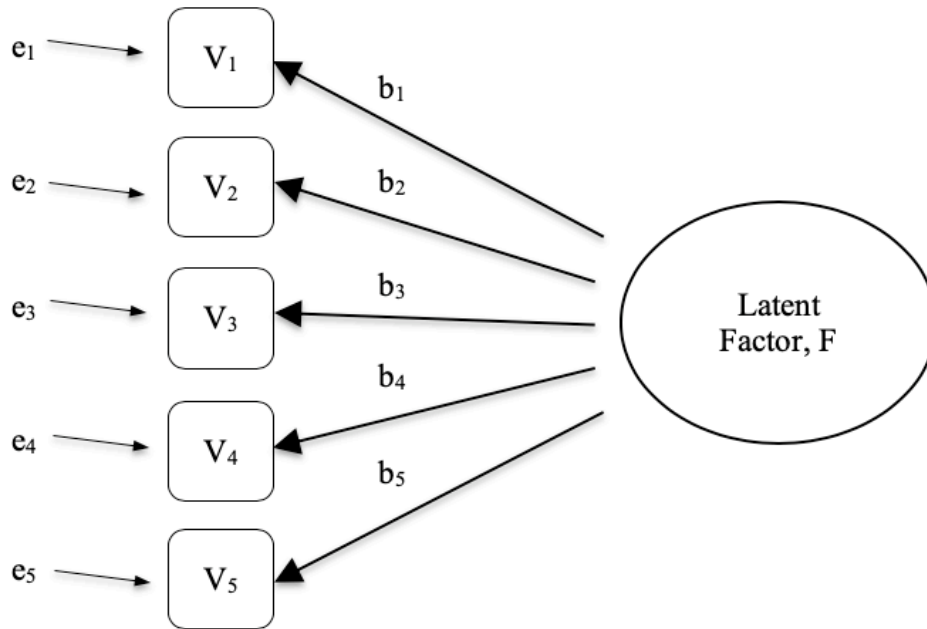 e₁
V₁
b₁
e₂
V₂
b₂
e₃
V₃
b₃
Latent
Factor, F
e₄
V₄
b₄
e₅
V₅
b₅